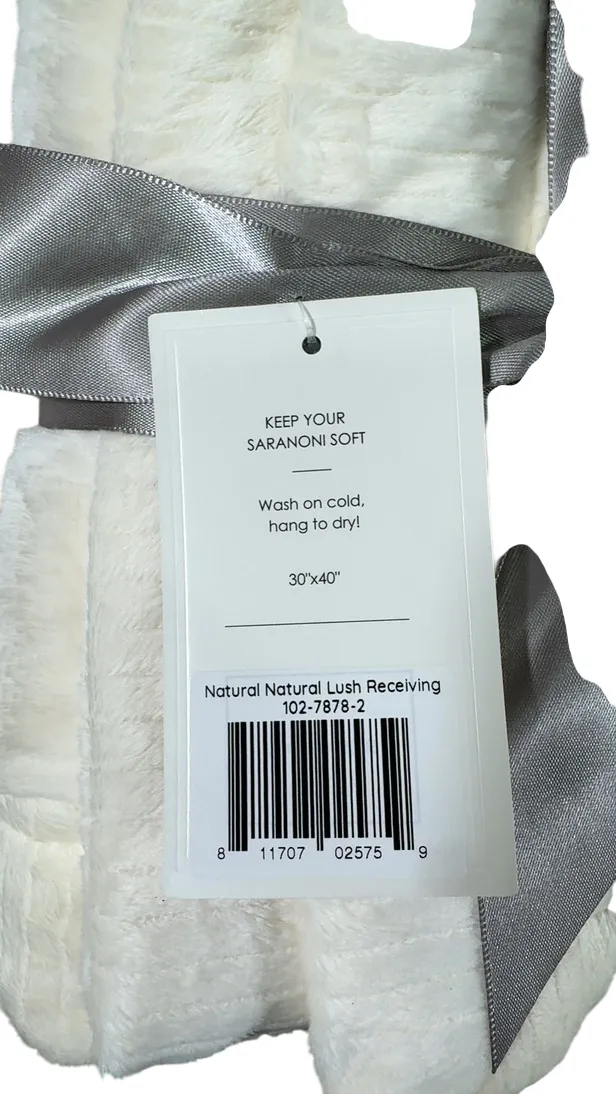 KEEP YOUR
SARANONI SOFT
Wash on cold,
hang to dry!
30"x40"
Natural Natural Lush Receiving
102-7878-2
8 11707 02575 9